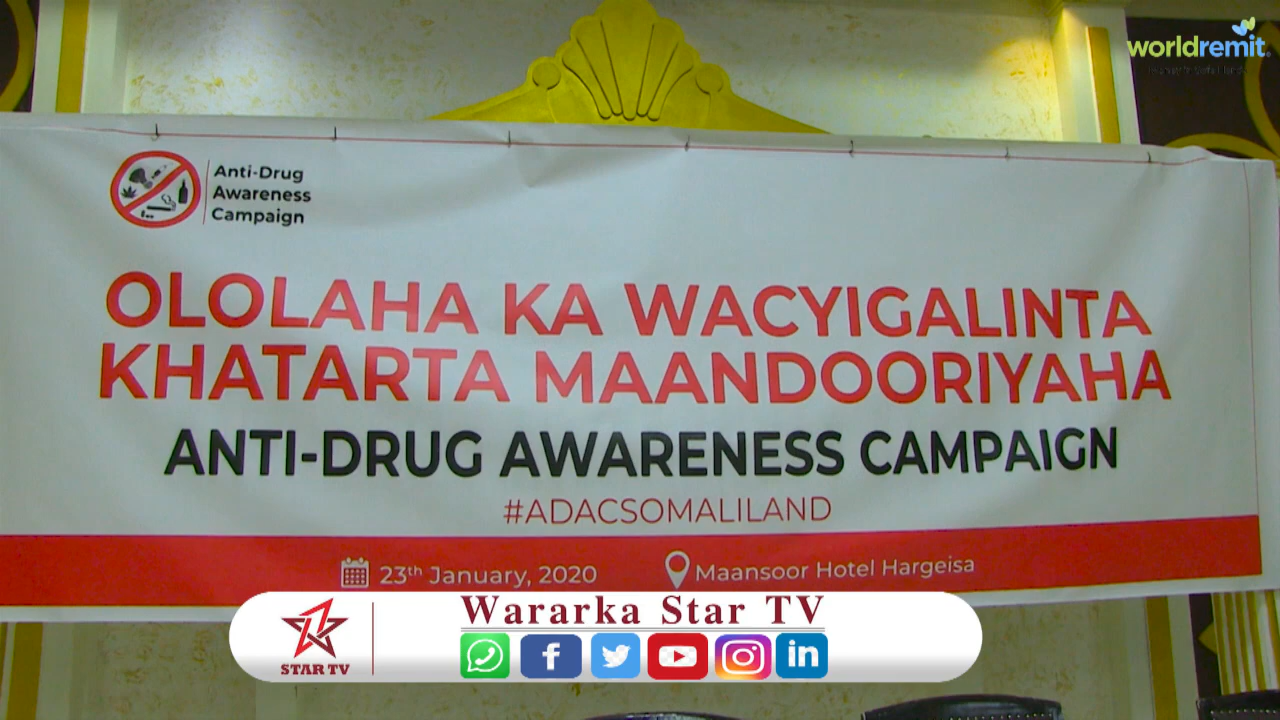 worldremit
Anti-Drug
Awareness
Campaign
OLOLAHA KA WACYIGALINTA
KHATARTA MAANDOORIYAHA
ANTI-DRUG AWARENESS CAMPAIGN
#ADACSOMALILAND
23th January, 2020
Maansoor Hotel Hargeisa
Wararka Star TV
STAR TV